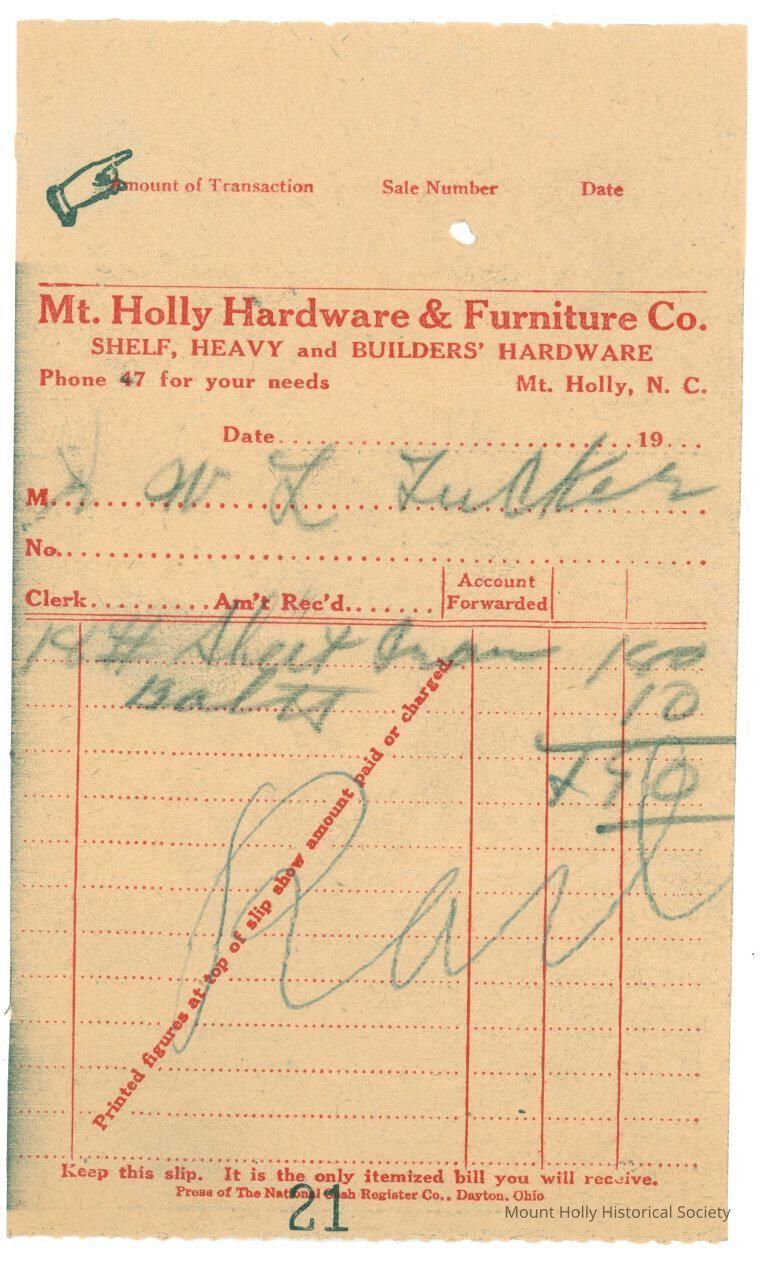 Amount of Transaction Sale Number Date
Mt. Holly Hardware & Furniture Co.
SHELF, HEAVY and BUILDERS' HARDWARE
Phone 47 for your needs Mt. Holly, N. C.
Date 19
M. W L Tucker
No.
Clerk Am't Rec'd Account Forwarded
Sheet Iron 1 00
Bolts 10
Printed figures at top of slip show amount paid or charged.
Keep this slip. It is the only itemized bill you will receive.
Press of The National Cash Register Co., Dayton, Ohio
21
Mount Holly Historical Society